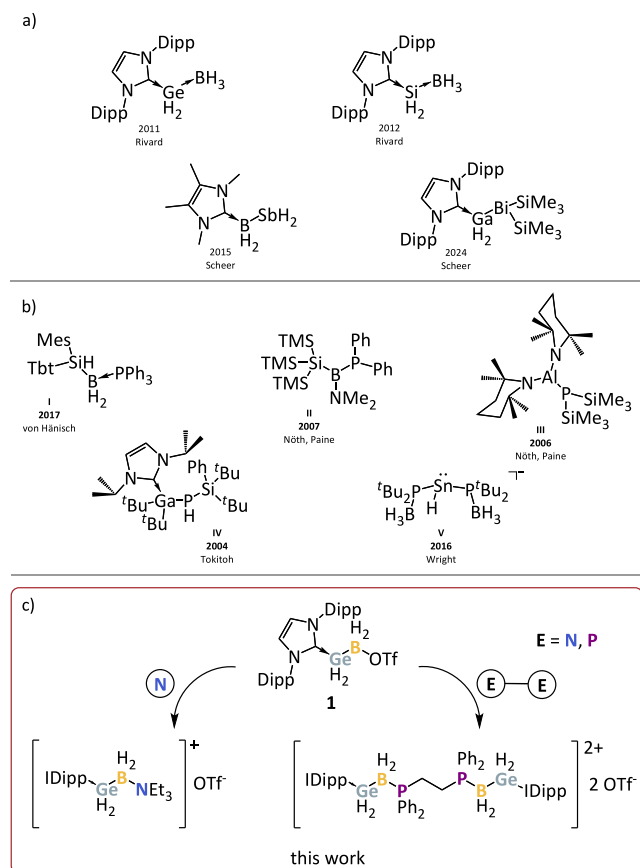 a)
Dipp
N
N
Ge
H2
BH3
Dipp
2011
Rivard
Dipp
N
N
Si
H2
BH3
Dipp
2012
Rivard
N
N
B
H2
SbH2
2015
Scheer
Dipp
N
N
Ga
H2
Bi
SiMe3
SiMe3
Dipp
2024
Scheer
b)
Mes
Tbt
SiH
B
H2
PPh3
I
2017
von Hänisch
TMS
TMS
TMS
Si
B
NMe2
P
Ph
Ph
II
2007
Nöth, Paine
N
N
Al
P
SiMe3
SiMe3
III
2006
Nöth, Paine
N
N
tBu
Ga
tBu
P
H
Ph
Si
tBu
tBu
IV
2004
Tokitoh
tBu2
P
H3B
Sn
H
P
tBu2
BH3
−
V
2016
Wright
c)
Dipp
N
N
Dipp
Ge
H2
H2
B
OTf
1
E = N, P
N
E
E
IDipp
Ge
H2
H2
B
NEt3
+
OTf-
IDipp
Ge
H2
H2
B
P
Ph2
Ph2
P
B
H2
H2
Ge
IDipp
2+
2 OTf-
this work